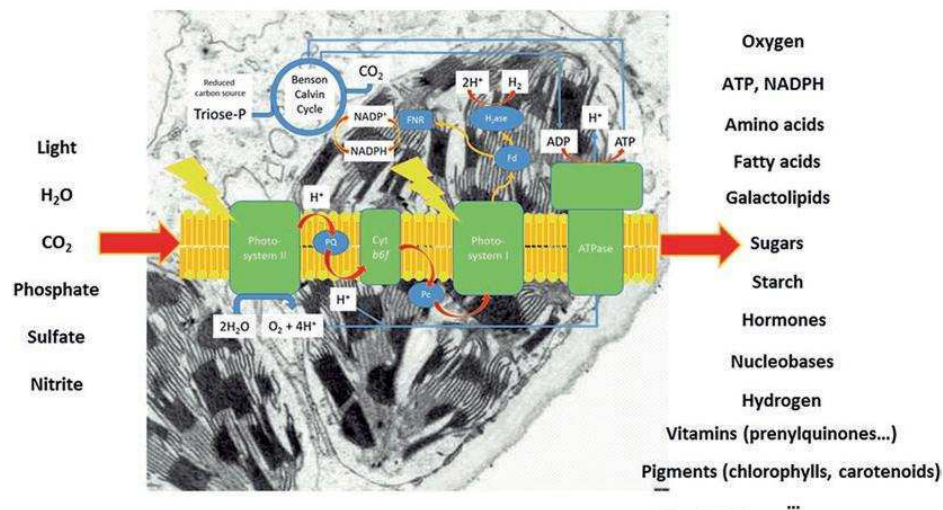 Light
H₂O
CO₂
Phosphate
Sulfate
Nitrite
Reduced
carbon source
Triose-P
Benson
Calvin
Cycle
CO₂
NADP⁺
NADPH
FNR
2H⁺
H₂
H₂ase
Fd
H⁺
ADP
ATP
H⁺
Photo-
system II
PQ
Cyt
b6f
Photo-
system I
ATPase
H⁺
Pc
2H₂O
O₂ + 4H⁺
Oxygen
ATP, NADPH
Amino acids
Fatty acids
Galactolipids
Sugars
Starch
Hormones
Nucleobases
Hydrogen
Vitamins (prenylquinones...)
Pigments (chlorophylls, carotenoids)
...